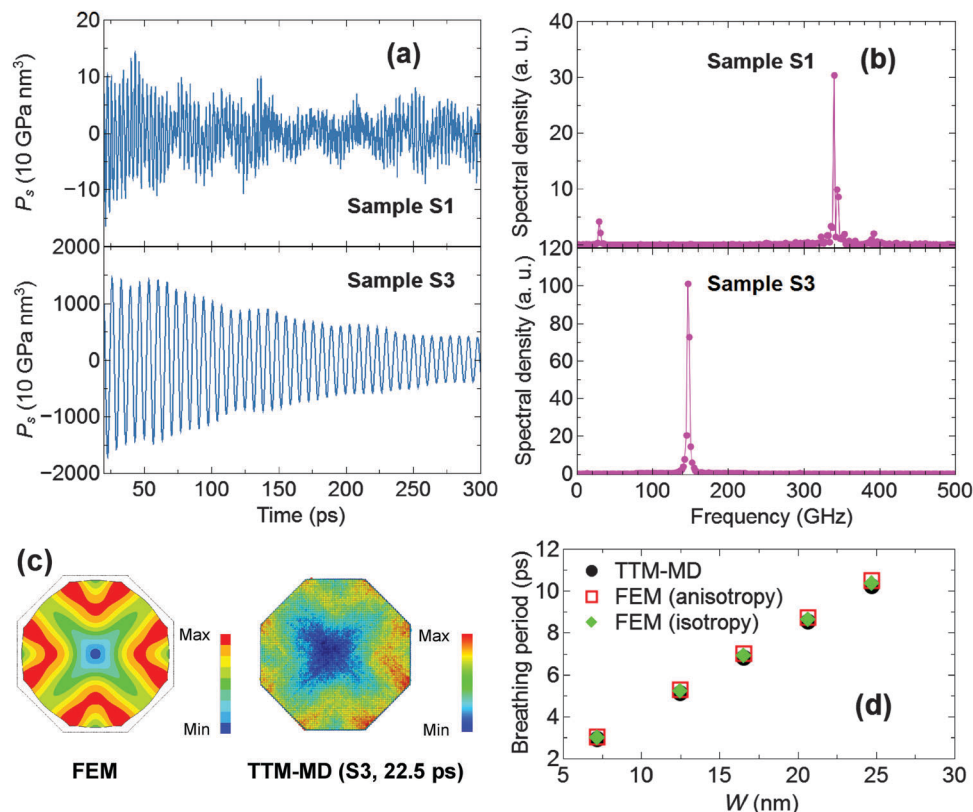 (a)
20
10
0
−10
Sample S1
2000
1000
0
−1000
−2000
Sample S3
50 100 150 200 250 300
Time (ps)
P_s (10 GPa nm³)
P_s (10 GPa nm³)
(b)
40
30
20
10
0
Sample S1
120
100
80
60
40
20
0
Sample S3
0 100 200 300 400 500
Frequency (GHz)
Spectral density (a. u.)
Spectral density (a. u.)
(c)
Max
Min
FEM
Max
Min
TTM-MD (S3, 22.5 ps)
12
10
8
6
4
2
TTM-MD
FEM (anisotropy)
FEM (isotropy)
(d)
5 10 15 20 25 30
W (nm)
Breathing period (ps)